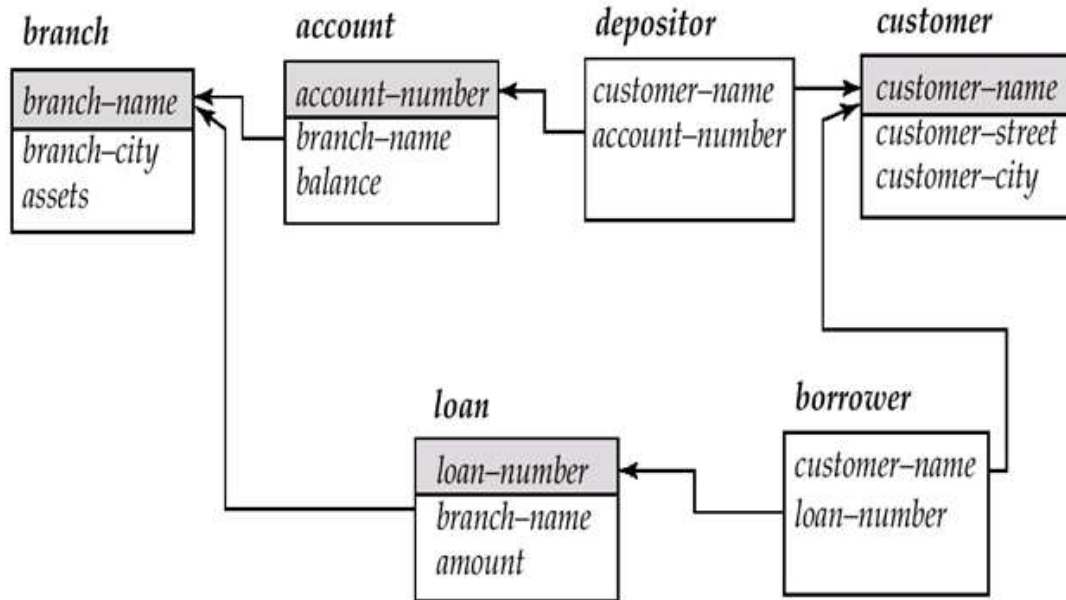 branch
branch–name
branch–city
assets
account
account–number
branch–name
balance
depositor
customer–name
account–number
customer
customer–name
customer–street
customer–city
loan
loan–number
branch–name
amount
borrower
customer–name
loan–number